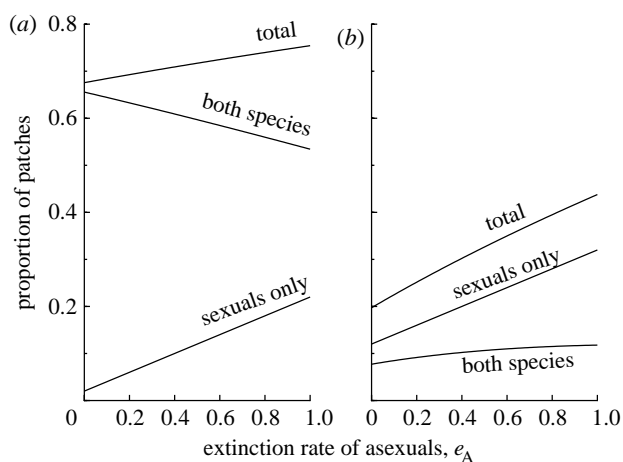 (a)
0.8
0.6
0.4
0.2
0
0.2
0.4
0.6
0.8
1.0
total
both species
sexuals only
(b)
total
sexuals only
both species
0
0.2
0.4
0.6
0.8
1.0
proportion of patches
extinction rate of asexuals, eA